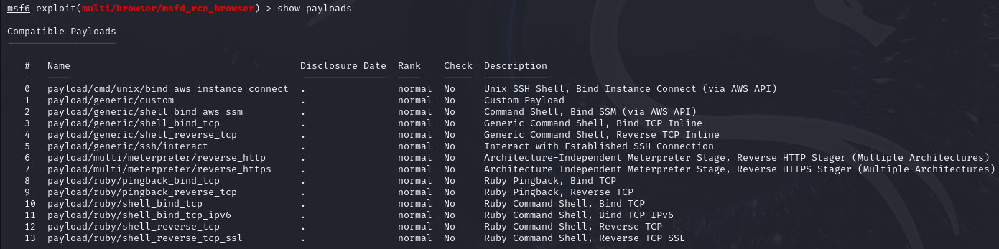 msf6 exploit(multi/browser/msfd_rce_browser) > show payloads
Compatible Payloads
===================
# Name Disclosure Date Rank Check Description
- ---- --------------- ---- ----- -----------
0 payload/cmd/unix/bind_aws_instance_connect . normal No Unix SSH Shell, Bind Instance Connect (via AWS API)
1 payload/generic/custom . normal No Custom Payload
2 payload/generic/shell_bind_aws_ssm . normal No Command Shell, Bind SSM (via AWS API)
3 payload/generic/shell_bind_tcp . normal No Generic Command Shell, Bind TCP Inline
4 payload/generic/shell_reverse_tcp . normal No Generic Command Shell, Reverse TCP Inline
5 payload/generic/ssh/interact . normal No Interact with Established SSH Connection
6 payload/multi/meterpreter/reverse_http . normal No Architecture-Independent Meterpreter Stage, Reverse HTTP Stager (Multiple Architectures)
7 payload/multi/meterpreter/reverse_https . normal No Architecture-Independent Meterpreter Stage, Reverse HTTPS Stager (Multiple Architectures)
8 payload/ruby/pingback_bind_tcp . normal No Ruby Pingback, Bind TCP
9 payload/ruby/pingback_reverse_tcp . normal No Ruby Pingback, Reverse TCP
10 payload/ruby/shell_bind_tcp . normal No Ruby Command Shell, Bind TCP
11 payload/ruby/shell_bind_tcp_ipv6 . normal No Ruby Command Shell, Bind TCP IPv6
12 payload/ruby/shell_reverse_tcp . normal No Ruby Command Shell, Reverse TCP
13 payload/ruby/shell_reverse_tcp_ssl . normal No Ruby Command Shell, Reverse TCP SSL